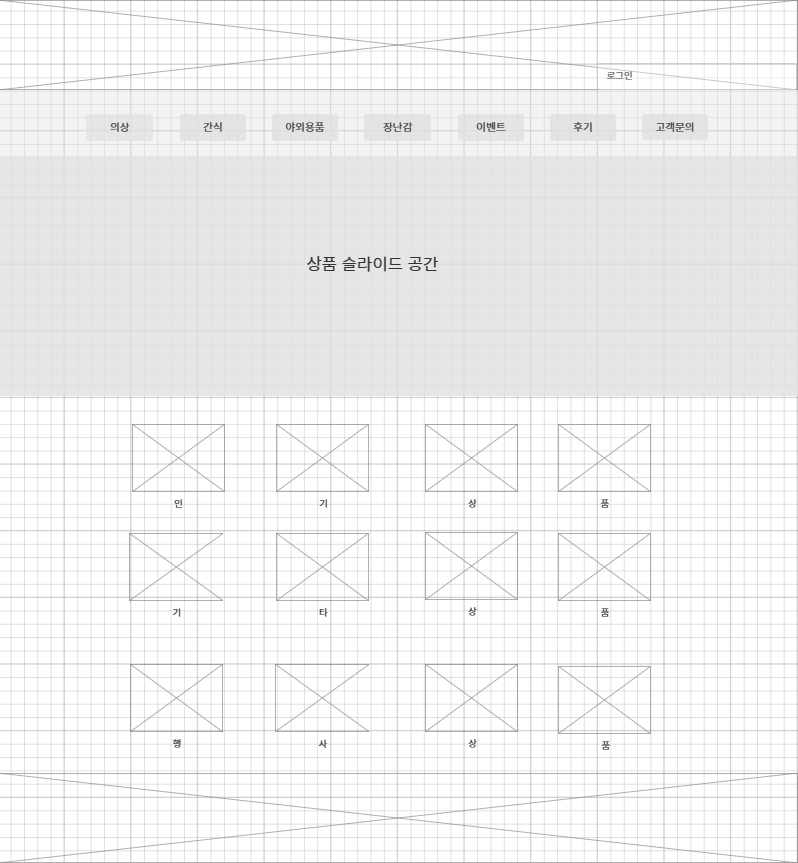 로그인
의상 간식 야외용품 장난감 이벤트 후기 고객문의
상품 슬라이드 공간
인 기 상 품
기 타 상 품
행 사 상 품